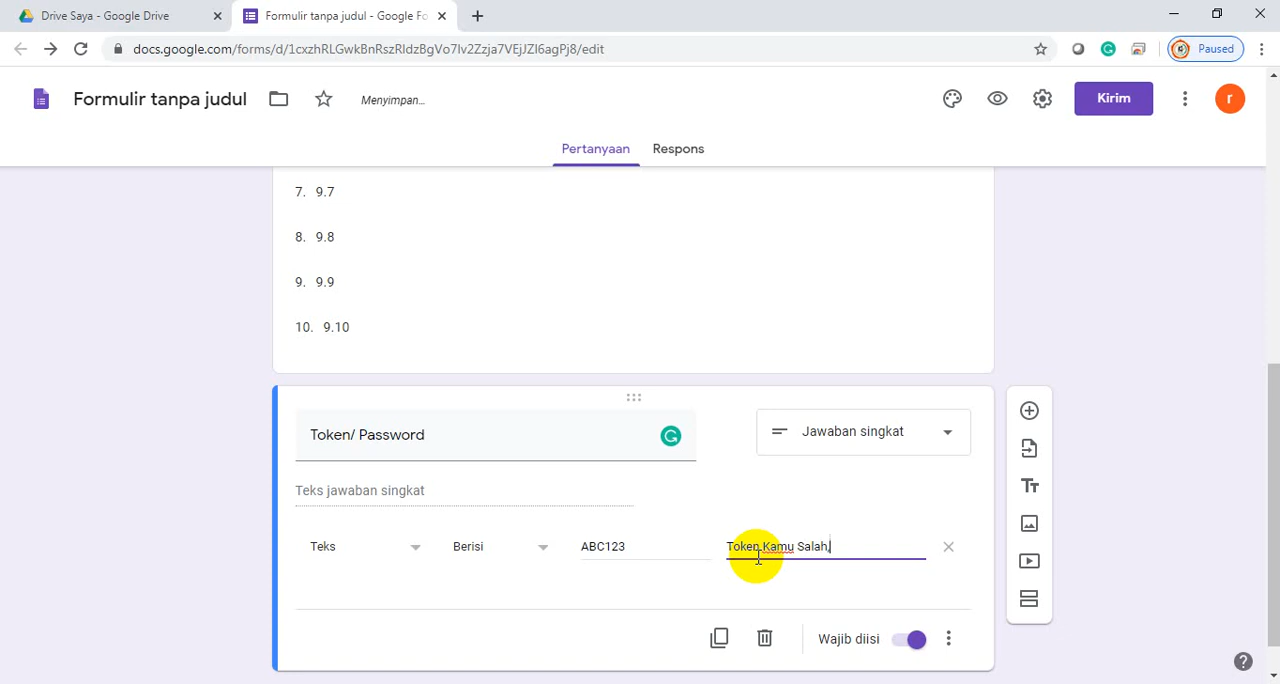 Drive Saya - Google Drive
Formulir tanpa judul - Google Fo
docs.google.com/forms/d/1cxzhRLGwkBnRszRIdzBgVo7Iv2Zzja7VEjJZI6agPj8/edit
Paused
Formulir tanpa judul
Menyimpan...
Kirim
r
Pertanyaan
Respons
7. 9.7
8. 9.8
9. 9.9
10. 9.10
Token/ Password
Jawaban singkat
Teks jawaban singkat
Teks
Berisi
ABC123
Token Kamu Salah,
Wajib diisi